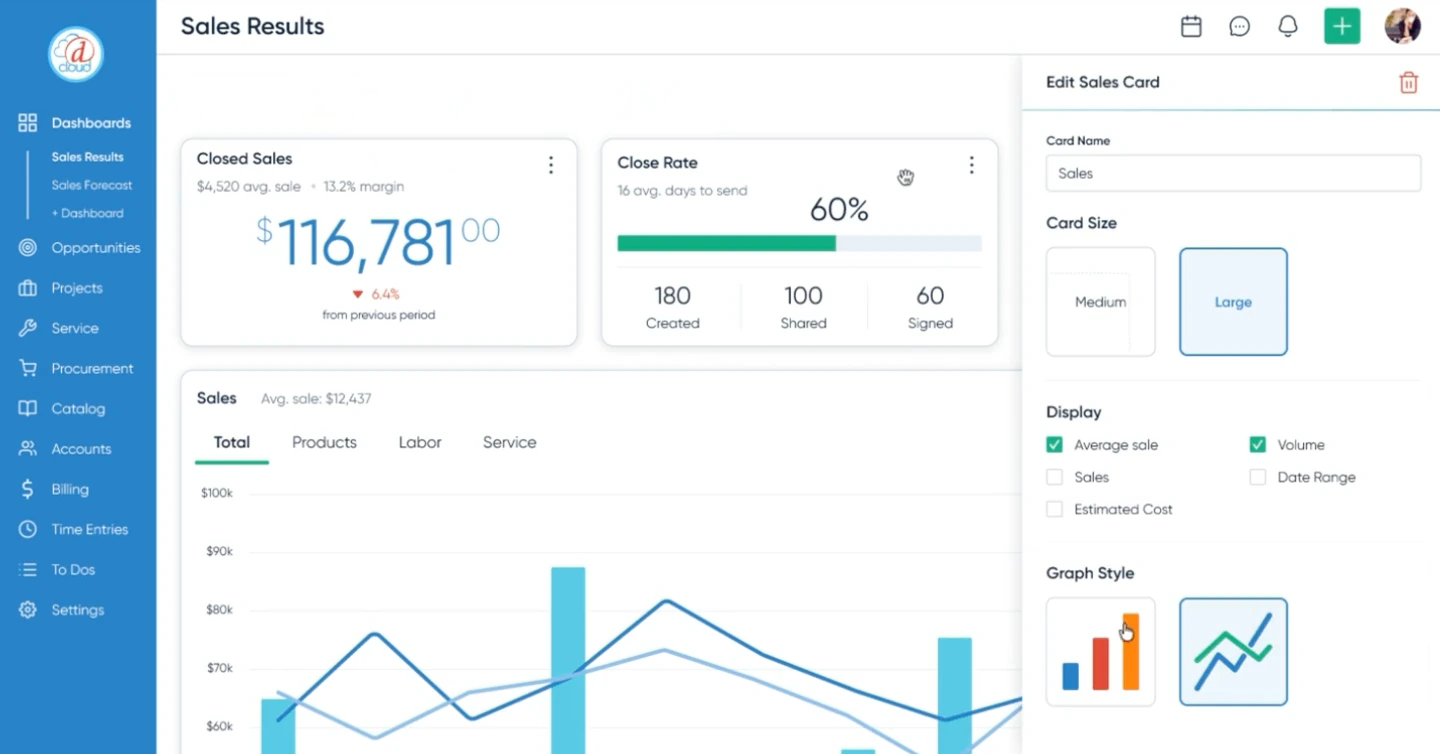 Sales Results
d
cloud
Dashboards
Sales Results
Sales Forecast
+ Dashboard
Opportunities
Projects
Service
Procurement
Catalog
Accounts
Billing
Time Entries
To Dos
Settings
Closed Sales
$4,520 avg. sale • 13.2% margin
$116,781 00
▼ 6.4%
from previous period
Close Rate
16 avg. days to send
60%
180 100 60
Created Shared Signed
Sales Avg. sale: $12,437
Total Products Labor Service
$100k
$90k
$80k
$70k
$60k
Edit Sales Card
Card Name
Sales
Card Size
Medium Large
Display
Average sale Volume
Sales Date Range
Estimated Cost
Graph Style